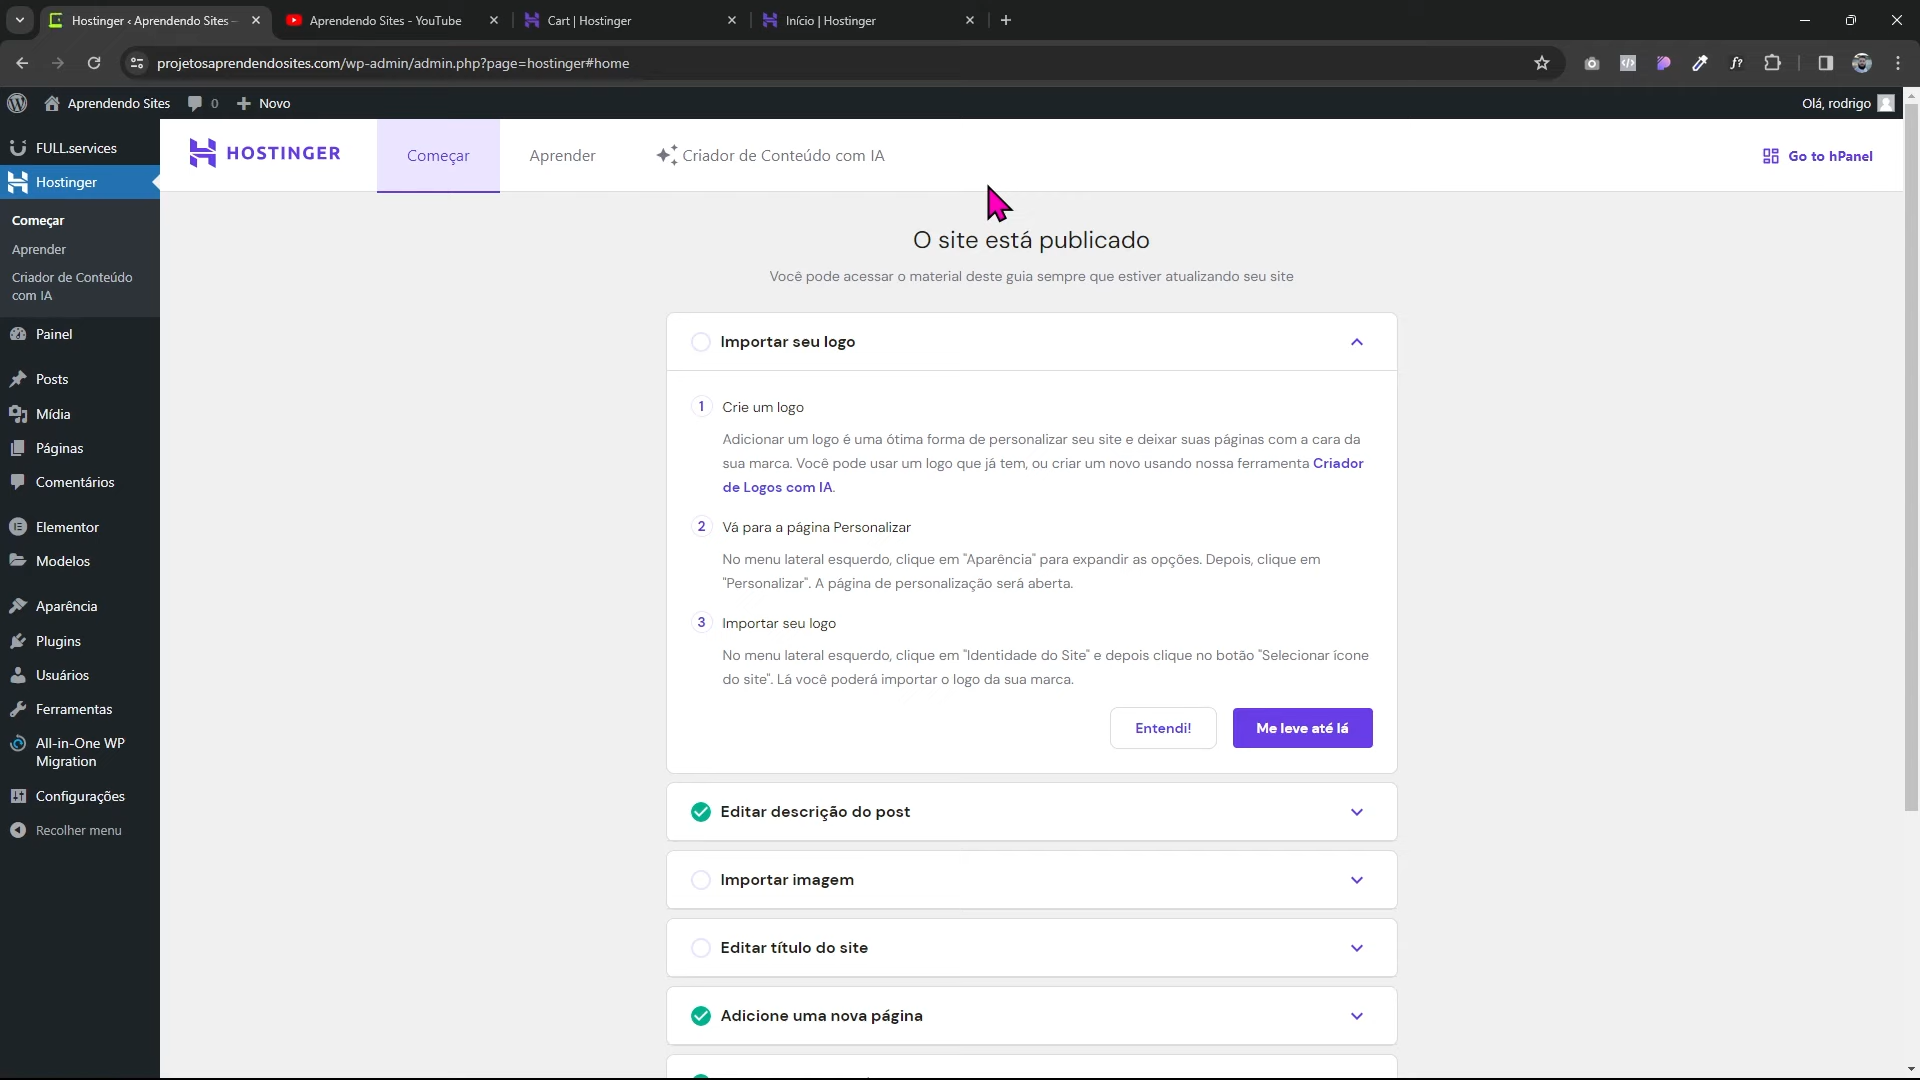 Hostinger ‹ Aprendendo Sites –
Aprendendo Sites - YouTube
Cart | Hostinger
Início | Hostinger
projetosaprendendosites.com/wp-admin/admin.php?page=hostinger#home
f?
Aprendendo Sites
0
Novo
Olá, rodrigo
FULL.services
Hostinger
Começar
Aprender
Criador de Conteúdo
com IA
Painel
Posts
Mídia
Páginas
Comentários
Elementor
Modelos
Aparência
Plugins
Usuários
Ferramentas
All-in-One WP
Migration
Configurações
Recolher menu
HOSTINGER
Começar
Aprender
Criador de Conteúdo com IA
Go to hPanel
O site está publicado
Você pode acessar o material deste guia sempre que estiver atualizando seu site
Importar seu logo
1 Crie um logo
Adicionar um logo é uma ótima forma de personalizar seu site e deixar suas páginas com a cara da
sua marca. Você pode usar um logo que já tem, ou criar um novo usando nossa ferramenta Criador
de Logos com IA.
2 Vá para a página Personalizar
No menu lateral esquerdo, clique em "Aparência" para expandir as opções. Depois, clique em
"Personalizar". A página de personalização será aberta.
3 Importar seu logo
No menu lateral esquerdo, clique em "Identidade do Site" e depois clique no botão "Selecionar ícone
do site". Lá você poderá importar o logo da sua marca.
Entendi!
Me leve até lá
Editar descrição do post
Importar imagem
Editar título do site
Adicione uma nova página